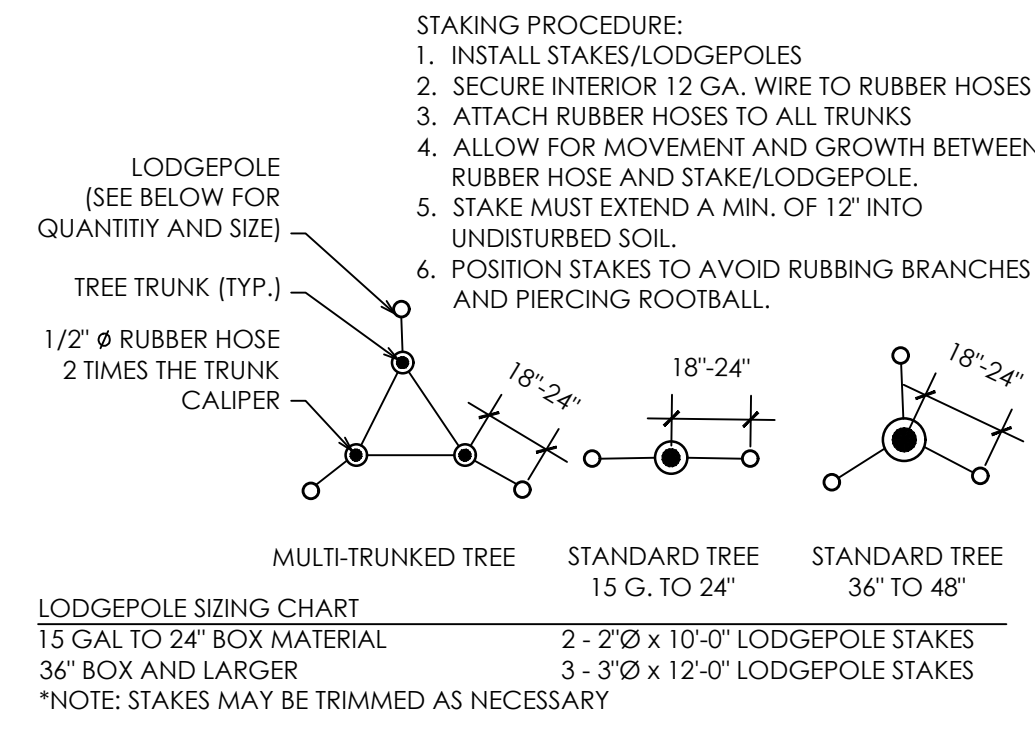 STAKING PROCEDURE:
1. INSTALL STAKES/LODGEPOLES
2. SECURE INTERIOR 12 GA. WIRE TO RUBBER HOSES
3. ATTACH RUBBER HOSES TO ALL TRUNKS
4. ALLOW FOR MOVEMENT AND GROWTH BETWEEN
RUBBER HOSE AND STAKE/LODGEPOLE.
5. STAKE MUST EXTEND A MIN. OF 12" INTO
UNDISTURBED SOIL.
6. POSITION STAKES TO AVOID RUBBING BRANCHES
AND PIERCING ROOTBALL.
LODGEPOLE
(SEE BELOW FOR
QUANTITIY AND SIZE)
TREE TRUNK (TYP.)
1/2" Ø RUBBER HOSE
2 TIMES THE TRUNK
CALIPER
18"-24"
18"-24"
18"-24"
MULTI-TRUNKED TREE
STANDARD TREE
15 G. TO 24"
STANDARD TREE
36" TO 48"
LODGEPOLE SIZING CHART
15 GAL TO 24" BOX MATERIAL 2 - 2"Ø x 10'-0" LODGEPOLE STAKES
36" BOX AND LARGER 3 - 3"Ø x 12'-0" LODGEPOLE STAKES
*NOTE: STAKES MAY BE TRIMMED AS NECESSARY